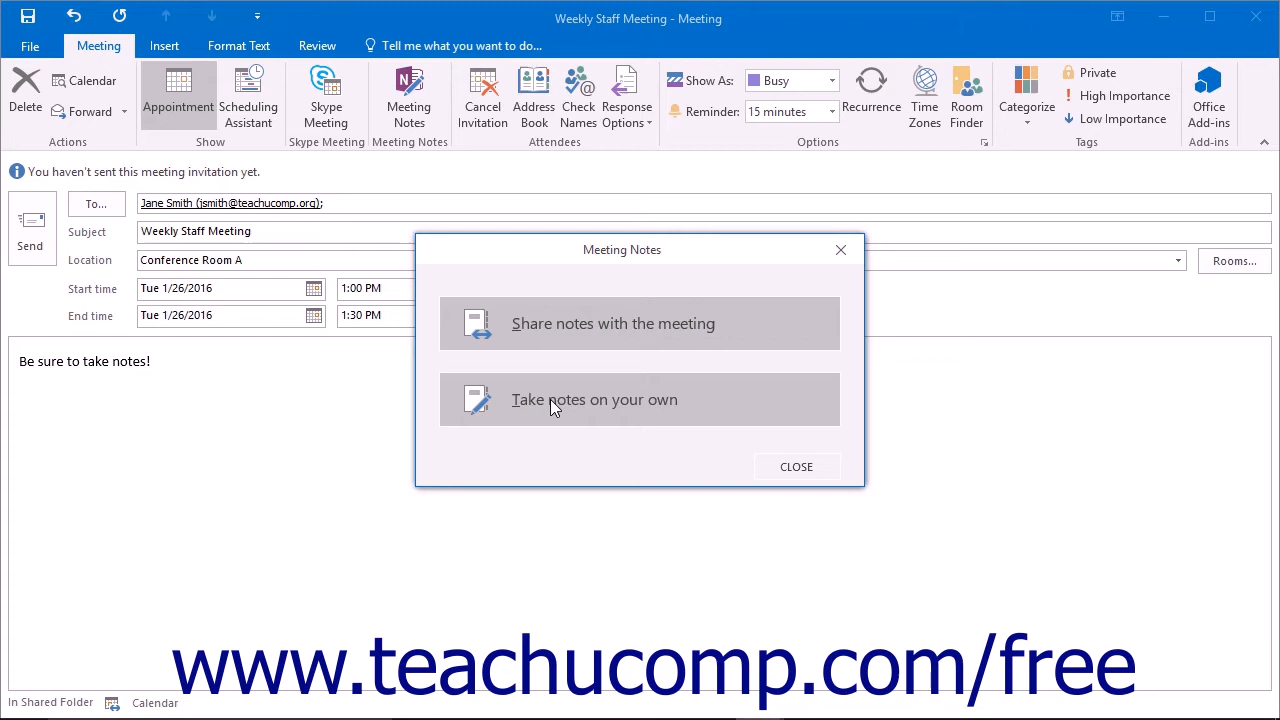 Weekly Staff Meeting - Meeting
File Meeting Insert Format Text Review Tell me what you want to do...
Delete
Calendar
Forward
Actions
Appointment
Scheduling
Assistant
Show
Skype
Meeting
Skype Meeting
Meeting
Notes
Meeting Notes
Cancel
Invitation
Address
Book
Check
Names
Response
Options
Attendees
Show As: Busy
Reminder: 15 minutes
Recurrence
Time
Zones
Room
Finder
Options
Categorize
Private
High Importance
Low Importance
Tags
Office
Add-ins
Add-ins
You haven't sent this meeting invitation yet.
Send
To... Jane Smith (jsmith@teachucomp.org);
Subject Weekly Staff Meeting
Location Conference Room A Rooms...
Start time Tue 1/26/2016 1:00 PM
End time Tue 1/26/2016 1:30 PM
Be sure to take notes!
Meeting Notes
Share notes with the meeting
Take notes on your own
CLOSE
www.teachucomp.com/free
In Shared Folder Calendar